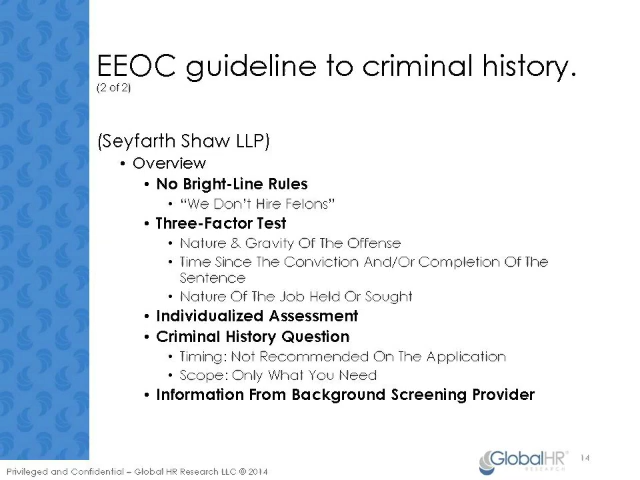 EEOC guideline to criminal history.
(2 of 2)
(Seyfarth Shaw LLP)
• Overview
• No Bright-Line Rules
• “We Don’t Hire Felons”
• Three-Factor Test
• Nature & Gravity Of The Offense
• Time Since The Conviction And/Or Completion Of The
Sentence
• Nature Of The Job Held Or Sought
• Individualized Assessment
• Criminal History Question
• Timing: Not Recommended On The Application
• Scope: Only What You Need
• Information From Background Screening Provider
GlobalHR®
RESEARCH
14
Privileged and Confidential – Global HR Research LLC © 2014